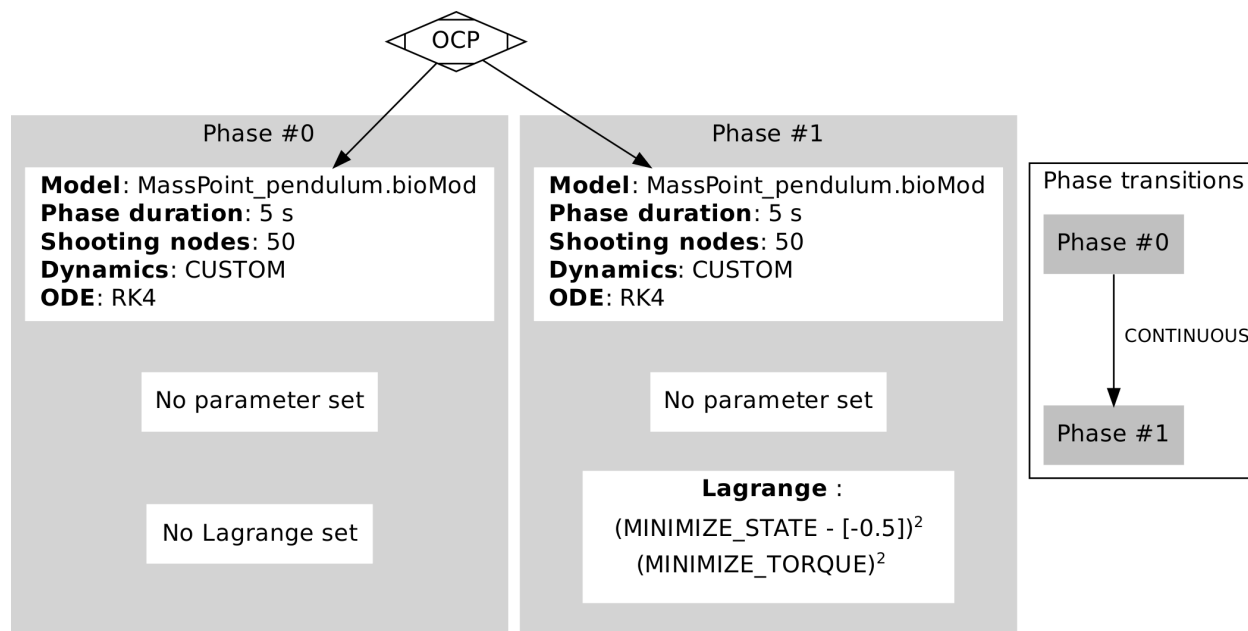 OCP
Phase #0
Model: MassPoint_pendulum.bioMod
Phase duration: 5 s
Shooting nodes: 50
Dynamics: CUSTOM
ODE: RK4
No parameter set
No Lagrange set
Phase #1
Model: MassPoint_pendulum.bioMod
Phase duration: 5 s
Shooting nodes: 50
Dynamics: CUSTOM
ODE: RK4
No parameter set
Lagrange :
(MINIMIZE_STATE - [-0.5])²
(MINIMIZE_TORQUE)²
Phase transitions
Phase #0
CONTINUOUS
Phase #1